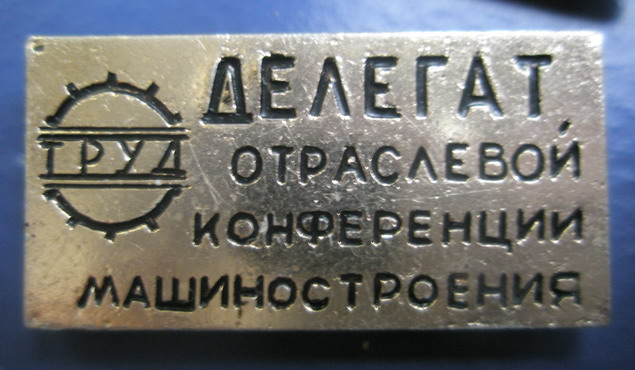 ДЕЛЕГАТ
ТРУД
ОТРАСЛЕВОЙ
КОНФЕРЕНЦИИ
МАШИНОСТРОЕНИЯ